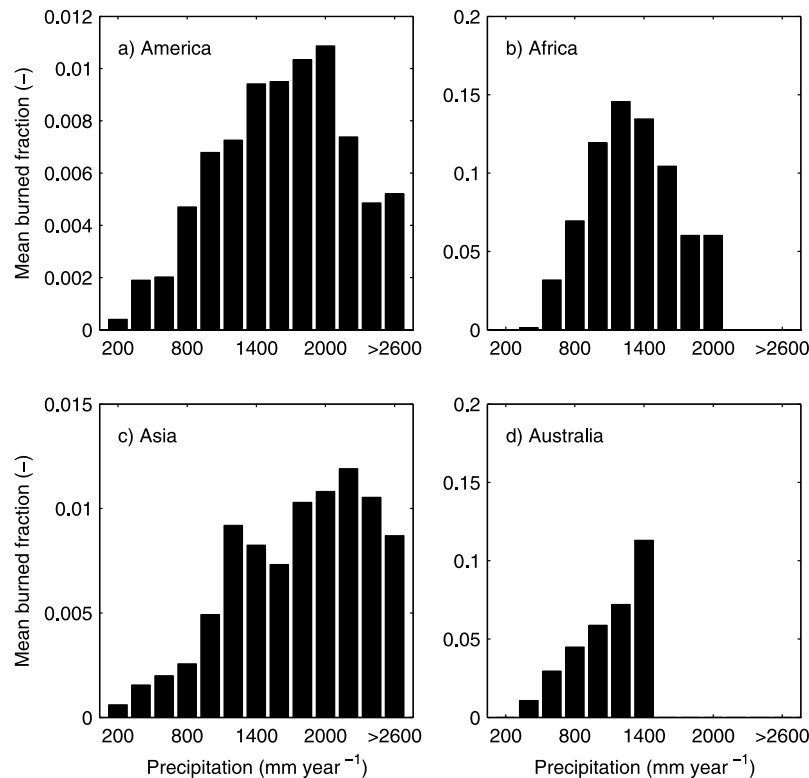 a) America
Mean burned fraction (−)
0.012
0.01
0.008
0.006
0.004
0.002
0
200 800 1400 2000 >2600
b) Africa
0.2
0.15
0.1
0.05
0
200 800 1400 2000 >2600
c) Asia
Mean burned fraction (−)
0.015
0.01
0.005
0
200 800 1400 2000 >2600
Precipitation (mm year ⁻¹)
d) Australia
0.2
0.15
0.1
0.05
0
200 800 1400 2000 >2600
Precipitation (mm year ⁻¹)